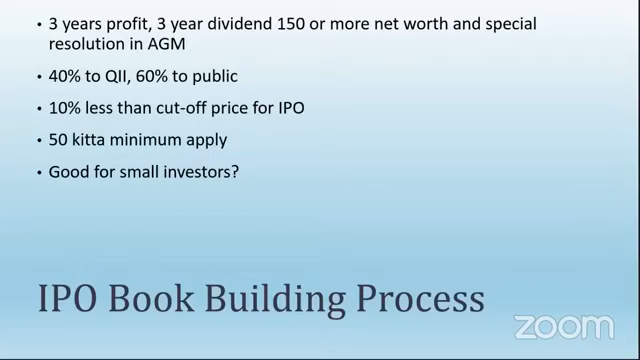 • 3 years profit, 3 year dividend 150 or more net worth and special
resolution in AGM
• 40% to QII, 60% to public
• 10% less than cut-off price for IPO
• 50 kitta minimum apply
• Good for small investors?
IPO Book Building Process
zoom